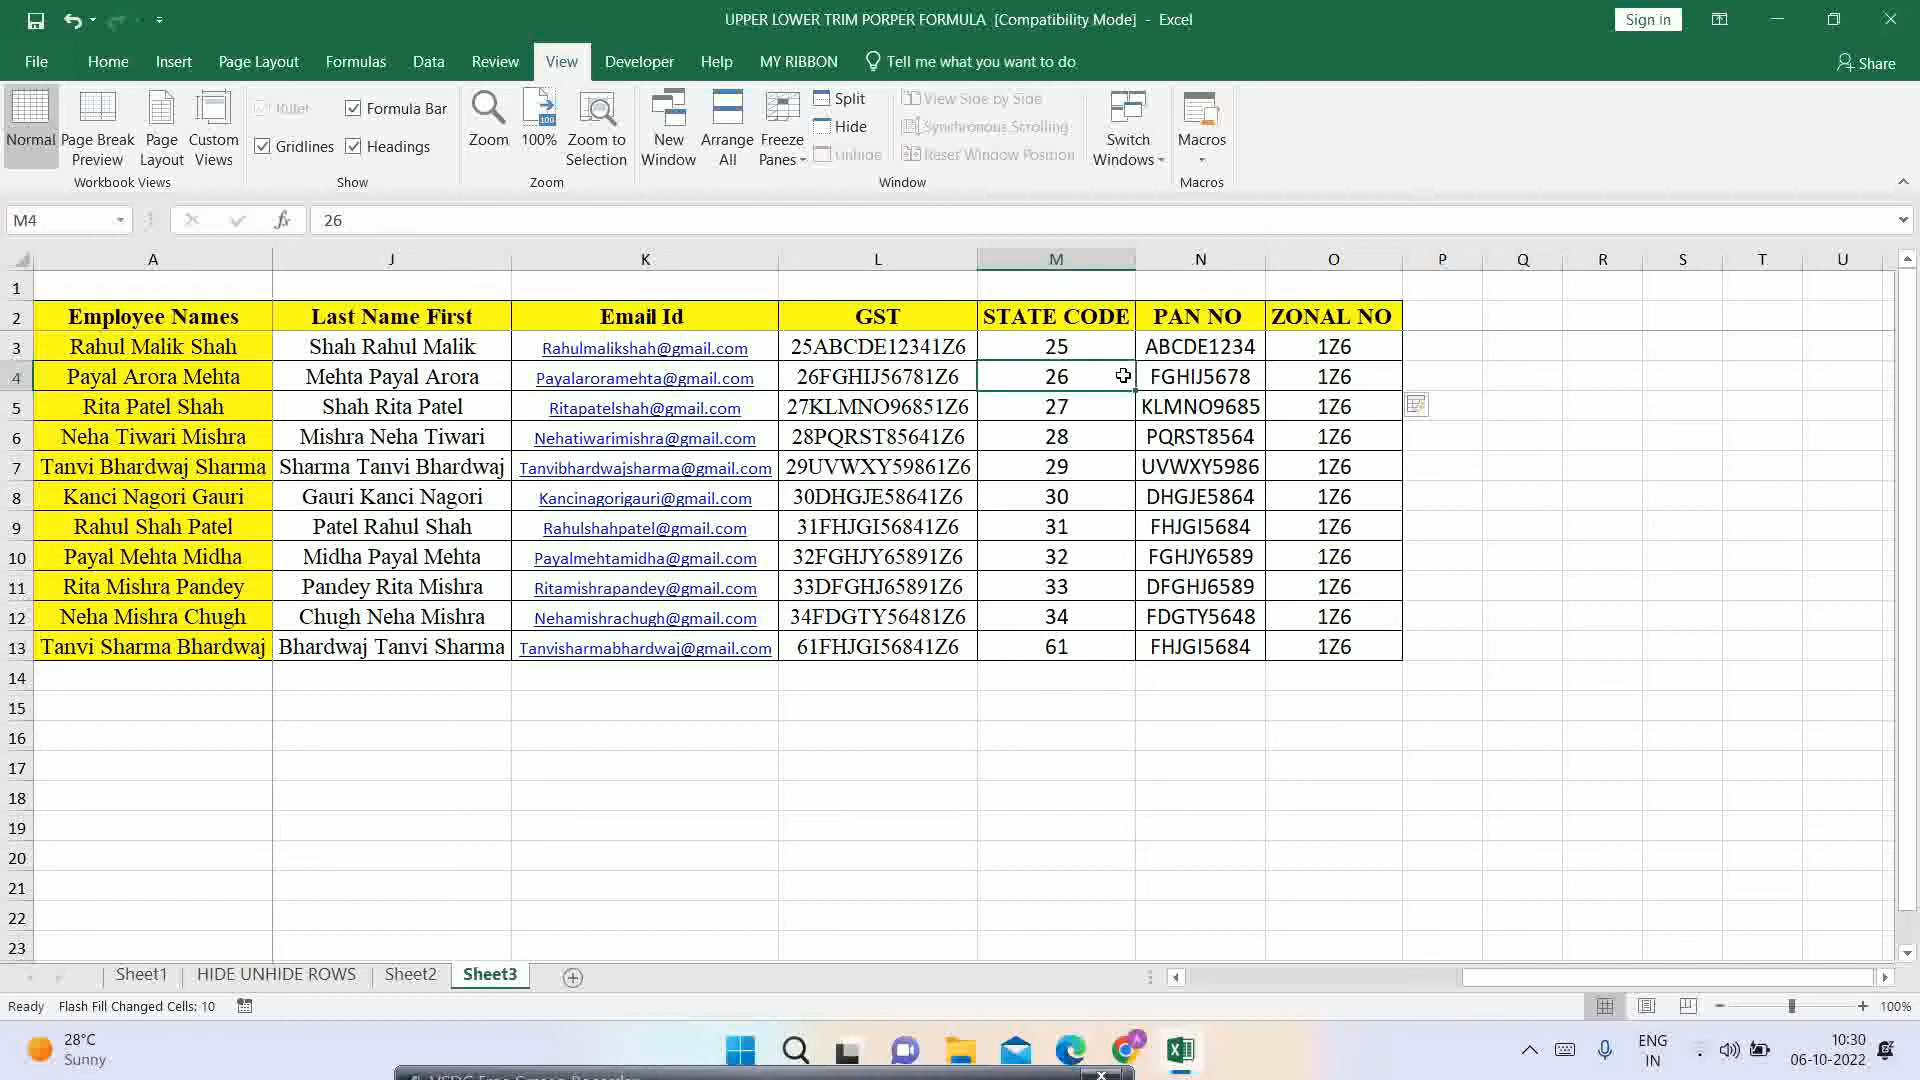 UPPER LOWER TRIM PORPER FORMULA [Compatibility Mode] - Excel
Sign in
File Home Insert Page Layout Formulas Data Review View Developer Help MY RIBBON Tell me what you want to do Share
Normal Page Break Preview Page Layout Custom Views
Workbook Views
Ruler Formula Bar
Gridlines Headings
Show
Zoom 100% Zoom to Selection
100
Zoom
New Window Arrange All Freeze Panes
Split
Hide
Unhide
View Side by Side
Synchronous Scrolling
Reset Window Position
Switch Windows
Window
Macros
Macros
M4 fx 26
A J K L M N O P Q R S T U
1
2 Employee Names Last Name First Email Id GST STATE CODE PAN NO ZONAL NO
3 Rahul Malik Shah Shah Rahul Malik Rahulmalikshah@gmail.com 25ABCDE12341Z6 25 ABCDE1234 1Z6
4 Payal Arora Mehta Mehta Payal Arora Payalaroramehta@gmail.com 26FGHIJ56781Z6 26 FGHIJ5678 1Z6
5 Rita Patel Shah Shah Rita Patel Ritapatelshah@gmail.com 27KLMNO96851Z6 27 KLMNO9685 1Z6
6 Neha Tiwari Mishra Mishra Neha Tiwari Nehatiwarimishra@gmail.com 28PQRST85641Z6 28 PQRST8564 1Z6
7 Tanvi Bhardwaj Sharma Sharma Tanvi Bhardwaj Tanvibhardwajsharma@gmail.com 29UVWXY59861Z6 29 UVWXY5986 1Z6
8 Kanci Nagori Gauri Gauri Kanci Nagori Kancinagorigauri@gmail.com 30DHGJE58641Z6 30 DHGJE5864 1Z6
9 Rahul Shah Patel Patel Rahul Shah Rahulshahpatel@gmail.com 31FHJGI56841Z6 31 FHJGI5684 1Z6
10 Payal Mehta Midha Midha Payal Mehta Payalmehtamidha@gmail.com 32FGHJY65891Z6 32 FGHJY6589 1Z6
11 Rita Mishra Pandey Pandey Rita Mishra Ritamishrapandey@gmail.com 33DFGHJ65891Z6 33 DFGHJ6589 1Z6
12 Neha Mishra Chugh Chugh Neha Mishra Nehamishrachugh@gmail.com 34FDGTY56481Z6 34 FDGTY5648 1Z6
13 Tanvi Sharma Bhardwaj Bhardwaj Tanvi Sharma Tanvisharmabhardwaj@gmail.com 61FHJGI56841Z6 61 FHJGI5684 1Z6
14
15
16
17
18
19
20
21
22
23
Sheet1 HIDE UNHIDE ROWS Sheet2 Sheet3
Ready Flash Fill Changed Cells: 10 100%
28°C
Sunny
ENG
IN
10:30
06-10-2022